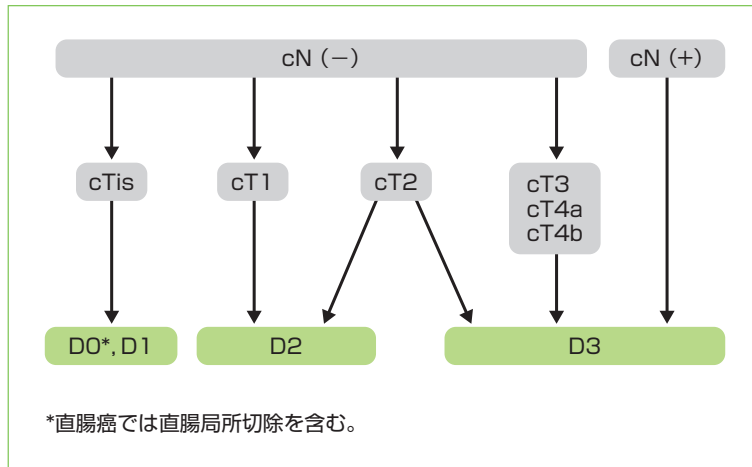 cN（−） cN（+）
cTis cT1 cT2 cT3
cT4a
cT4b
D0*, D1 D2 D3
*直腸癌では直腸局所切除を含む。